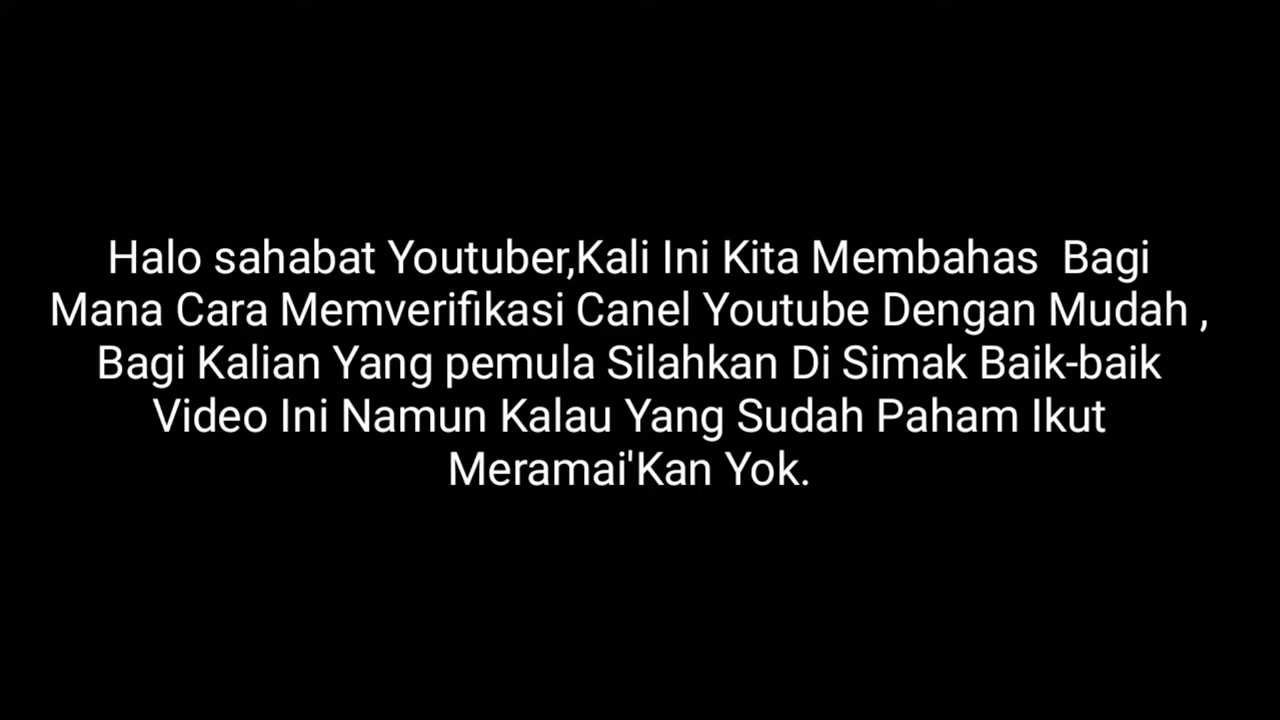 Halo sahabat Youtuber,Kali Ini Kita Membahas  Bagi
Mana Cara Memverifikasi Canel Youtube Dengan Mudah ,
Bagi Kalian Yang pemula Silahkan Di Simak Baik-baik
Video Ini Namun Kalau Yang Sudah Paham Ikut
Meramai'Kan Yok.